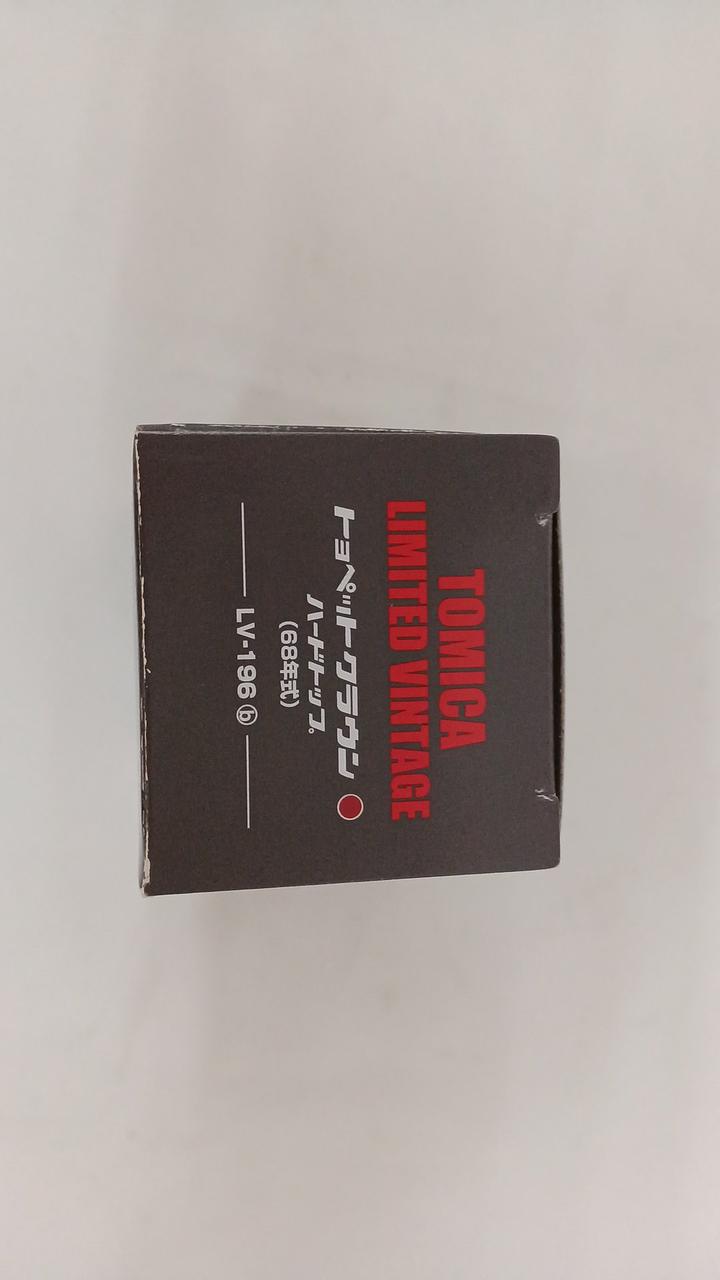 TOMICA
LIMITED VINTAGE
トヨペット クラウン
ハードトップ
(68年式)
LV-196 ⓑ